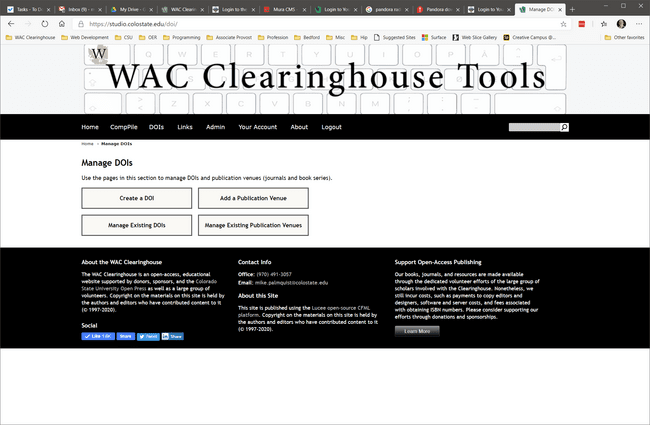 Tasks - To D
Inbox (9) -
My Drive -
WAC Cleari
Login to th
Mura CMS
Login to Yo
pandora
Pandora
Login to Yo
Manage DO
https://studio.colostate.edu/doi/
WAC Clearinghouse
Web Development
CSU
OER
Programming
Associate Provost
Profession
Bedford
Misc
Hip
Suggested Sites
Surface
Web Slice Gallery
Creative Campus @...
Other favorites
W
WAC Clearinghouse Tools
Home
CompPile
DOIs
Links
Admin
Your Account
About
Logout
Home > Manage DOIs
Manage DOIs
Use the pages in this section to manage DOIs and publication venues (journals and book series).
Create a DOI
Add a Publication Venue
Manage Existing DOIs
Manage Existing Publication Venues
About the WAC Clearinghouse
The WAC Clearinghouse is an open-access, educational
website supported by donors, sponsors, and the Colorado
State University Open Press as well as a large group of
volunteers. Copyright on the materials on this site is held by
the authors and editors who have contributed content to it
(© 1997-2020).
Social
Like 1.6K
Share
Tweet
Share
Contact Info
Office: (970) 491-3057
Email: mike.palmquist@colostate.edu
About this Site
This site is published using the Lucee open-source CFML
platform. Copyright on the materials on this site is held by
the authors and editors who have contributed content to it
(© 1997-2020).
Support Open-Access Publishing
Our books, journals, and resources are made available
through the dedicated volunteer efforts of the large group of
scholars involved with the Clearinghouse. Nonetheless, we
still incur costs, such as payments to copy editors and
designers, software and server costs, and fees associated
with obtaining ISBN numbers. Please consider supporting our
efforts through donations and sponsorships.
Learn More